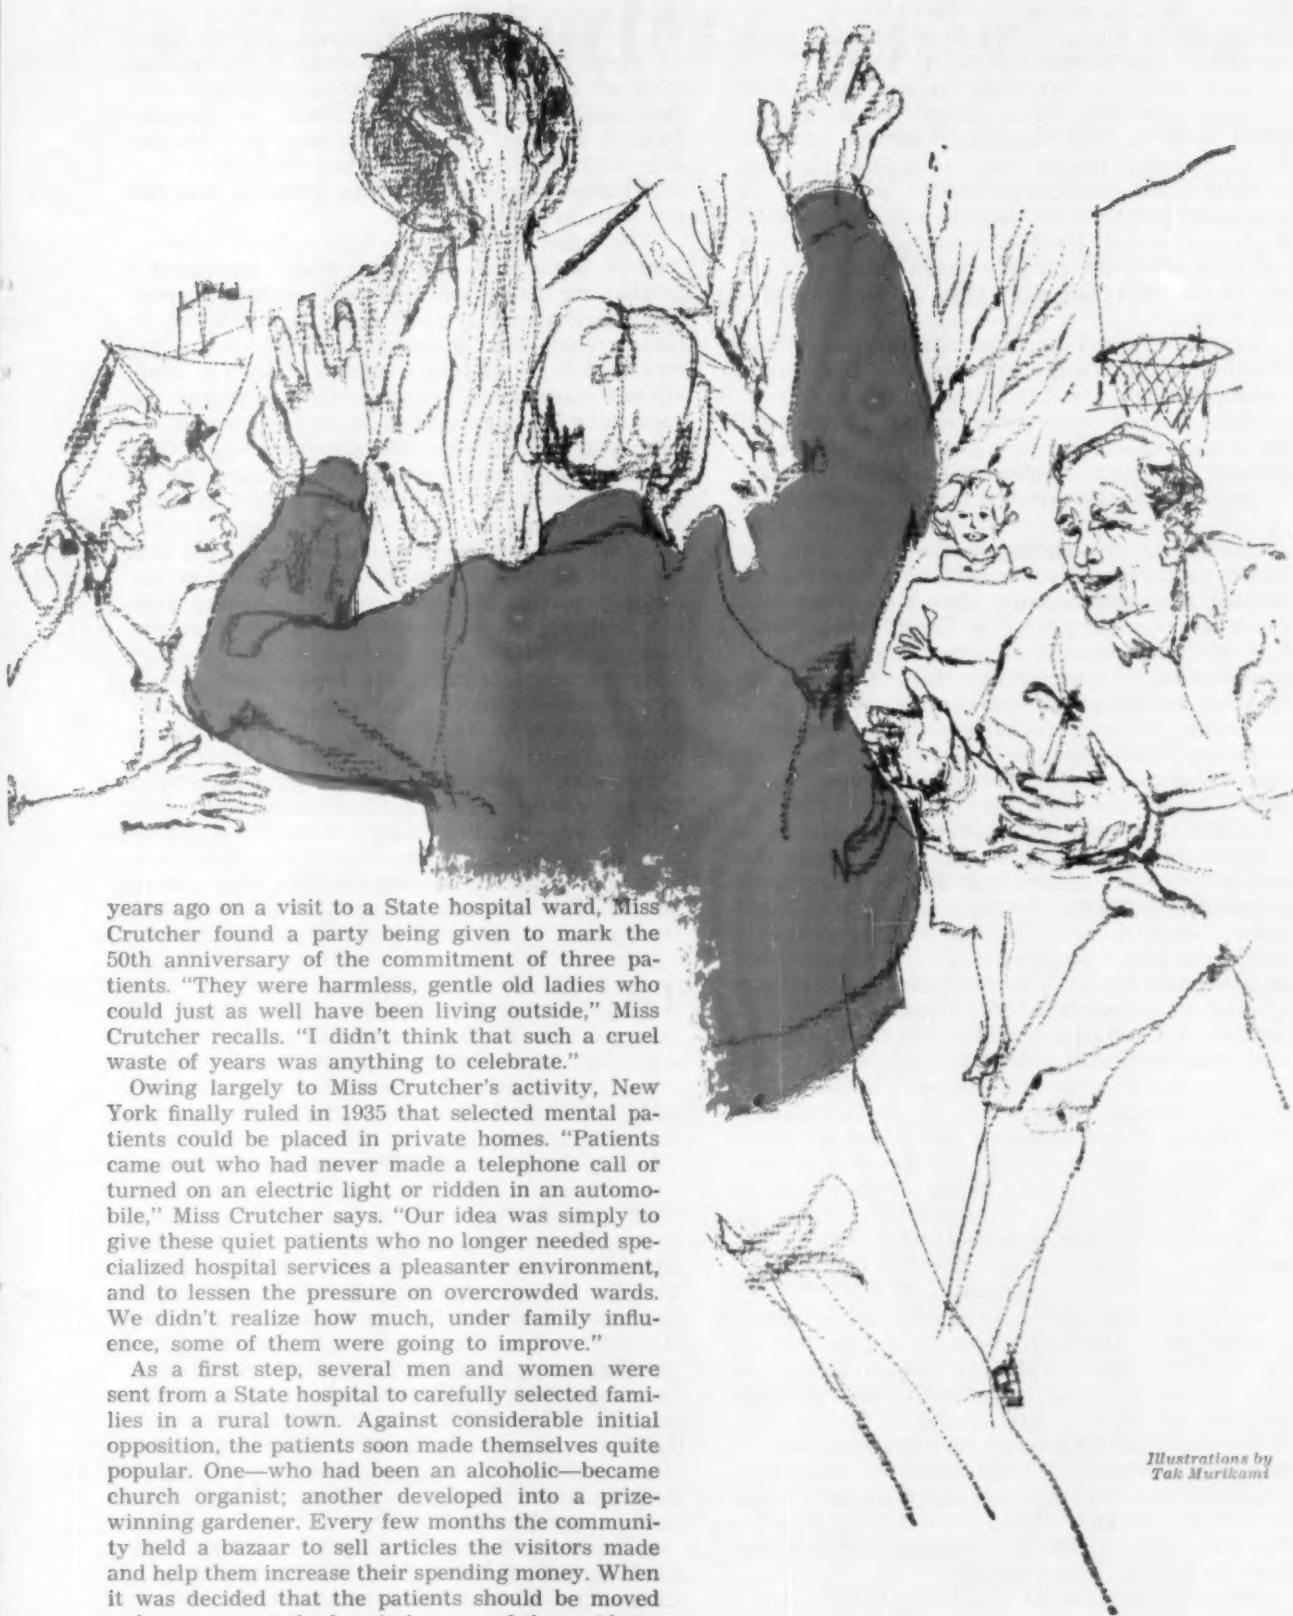 years ago on a visit to a State hospital ward, Miss
Crutcher found a party being given to mark the
50th anniversary of the commitment of three pa-
tients. “They were harmless, gentle old ladies who
could just as well have been living outside,” Miss
Crutcher recalls. “I didn’t think that such a cruel
waste of years was anything to celebrate.”
Owing largely to Miss Crutcher’s activity, New
York finally ruled in 1935 that selected mental pa-
tients could be placed in private homes. “Patients
came out who had never made a telephone call or
turned on an electric light or ridden in an automo-
bile,” Miss Crutcher says. “Our idea was simply to
give these quiet patients who no longer needed spe-
cialized hospital services a pleasanter environment,
and to lessen the pressure on overcrowded wards.
We didn’t realize how much, under family influ-
ence, some of them were going to improve.”
As a first step, several men and women were
sent from a State hospital to carefully selected fami-
lies in a rural town. Against considerable initial
opposition, the patients soon made themselves quite
popular. One—who had been an alcoholic—became
church organist; another developed into a prize-
winning gardener. Every few months the communi-
ty held a bazaar to sell articles the visitors made
and help them increase their spending money. When
it was decided that the patients should be moved
Illustrations by
Tak Murikami